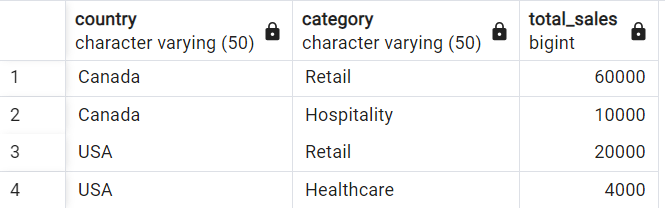 country category total_sales
character varying (50) character varying (50) bigint
1 Canada Retail 60000
2 Canada Hospitality 10000
3 USA Retail 20000
4 USA Healthcare 4000